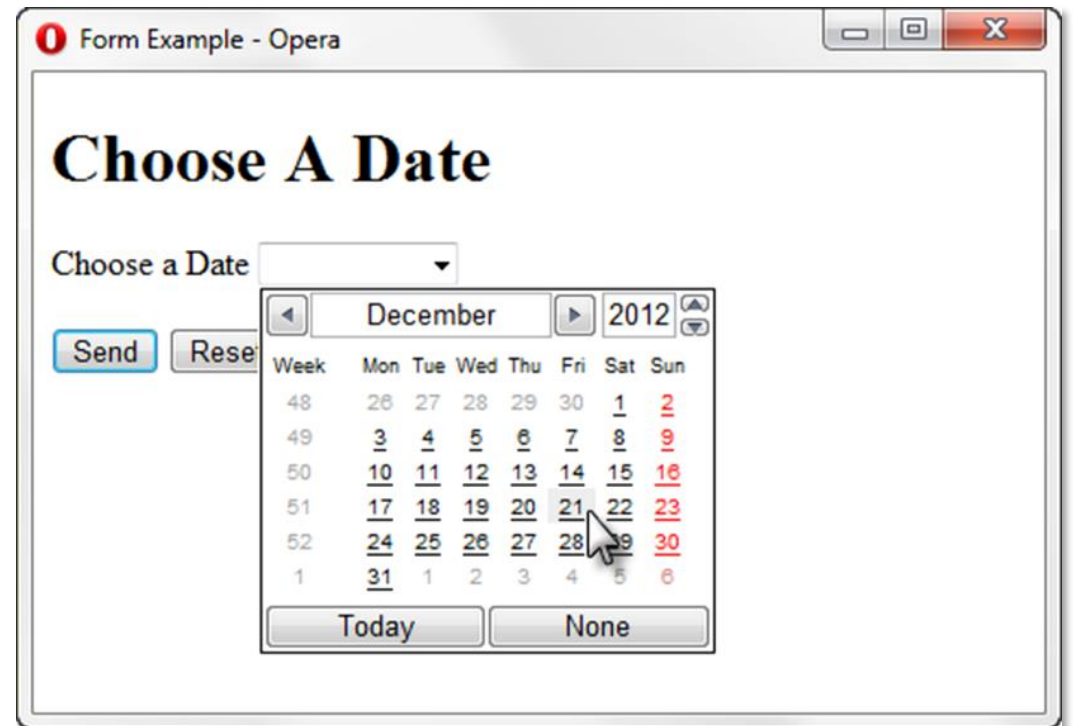 Form Example - Opera
Choose A Date
Choose a Date
December 2012
Send Rese
Week Mon Tue Wed Thu Fri Sat Sun
48 26 27 28 29 30 1 2
49 3 4 5 6 7 8 9
50 10 11 12 13 14 15 16
51 17 18 19 20 21 22 23
52 24 25 26 27 28 29 30
1 31 1 2 3 4 5 6
Today None